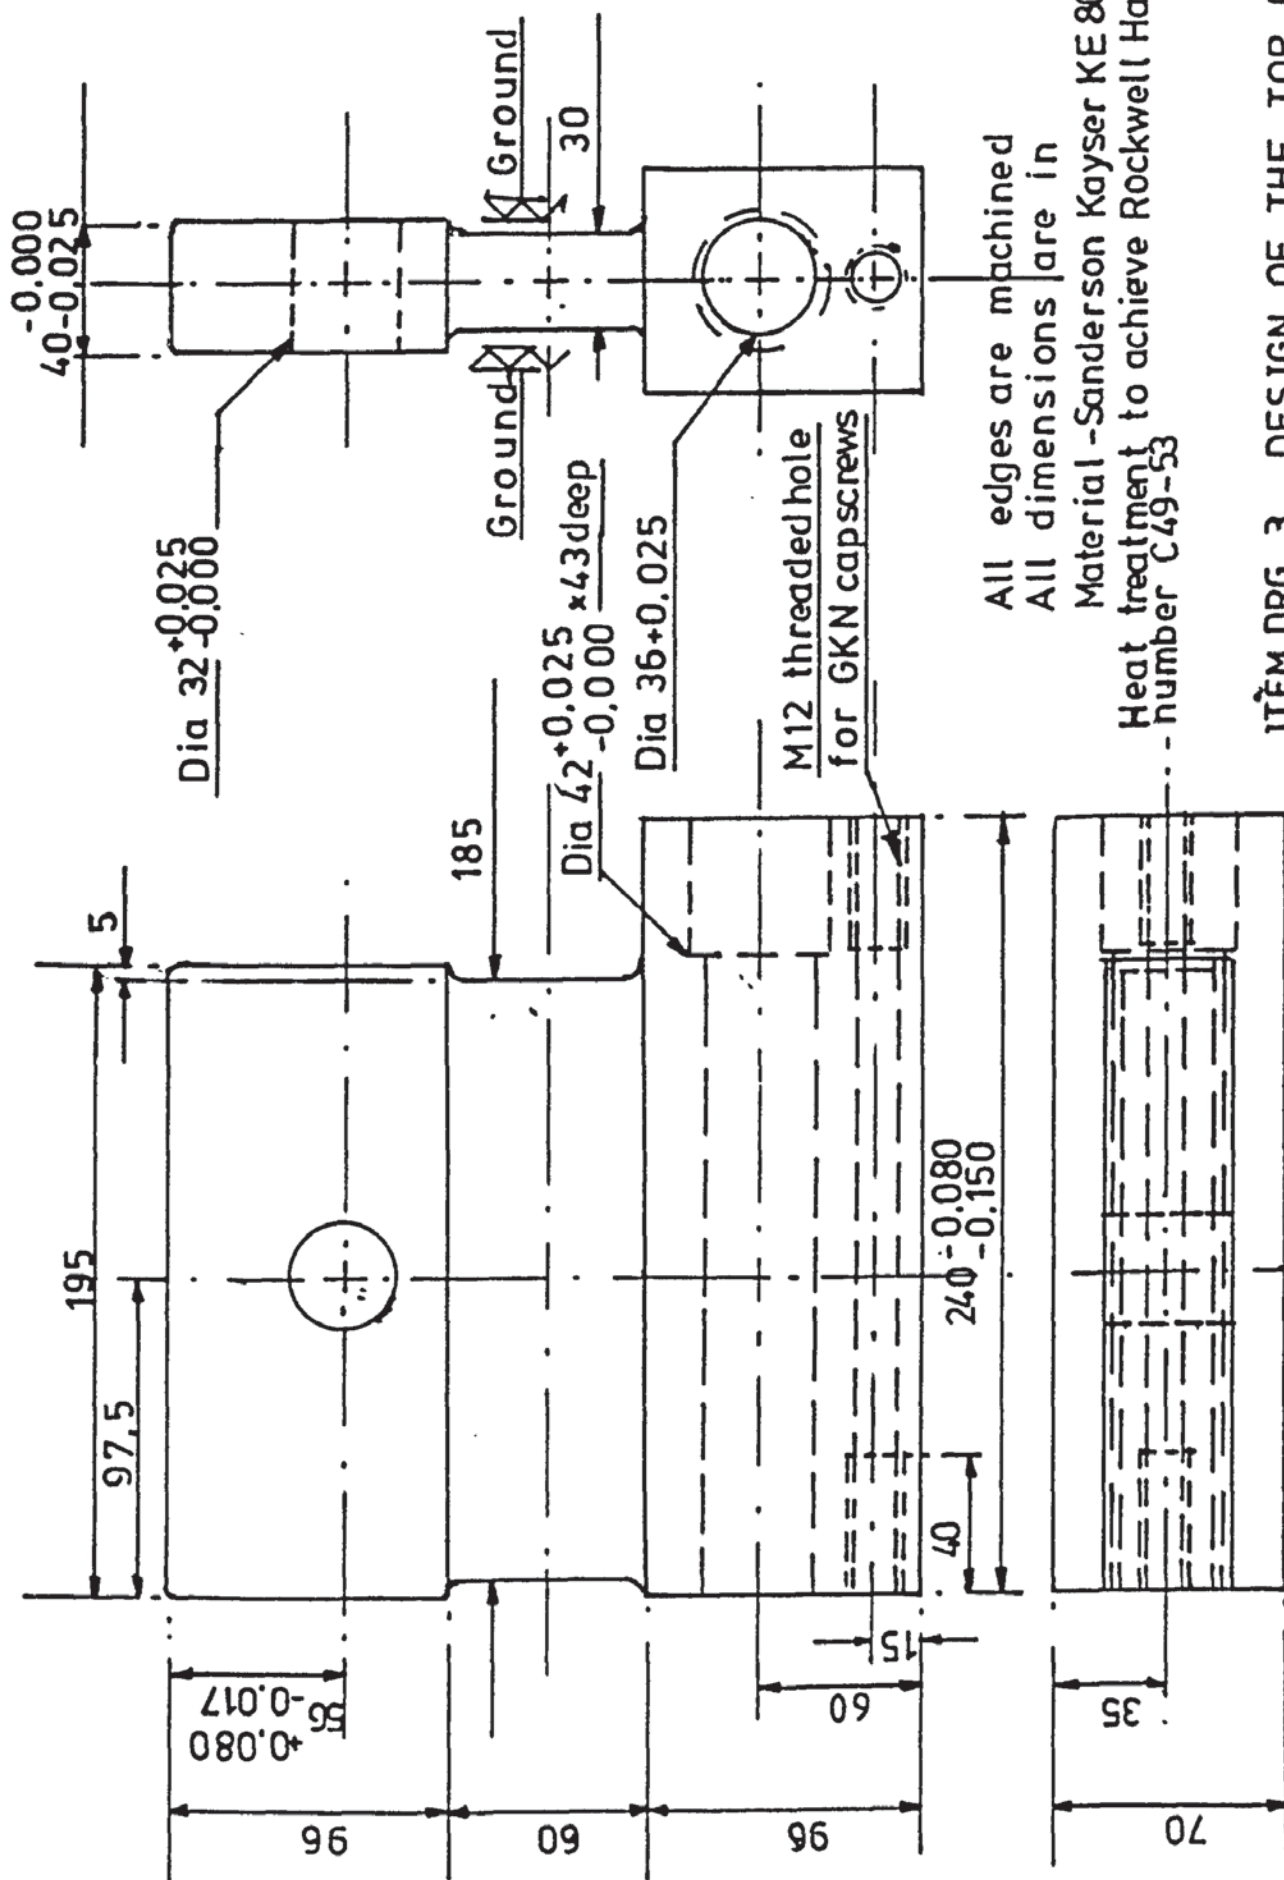 -0.000
40-0.025
Ground
30
Ground
+0.025
Dia 32-0.000
5
185
195
97,5
Dia 42+0.025 ×43deep
-0.000
Dia 36+0.025
M12 threaded hole
for GKN capscrews
240-0.080
-0.150
40
15
60
56
-0.017
+0.080
96
60
96
35
70
All edges are machined
All dimensions are in
Material-Sanderson Kayser KE
Heat treatment to achieve Rockwell
number C49-53
ITEM DRG 3 DESIGN OF THE TOP